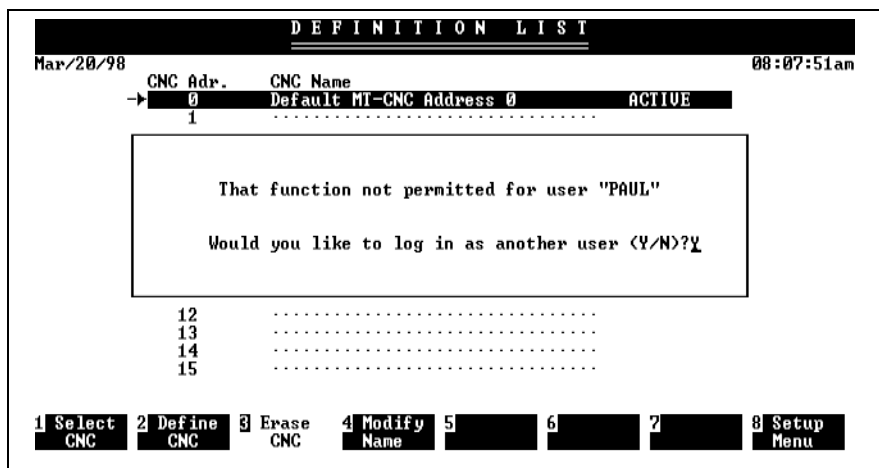 DEFINITION LIST
Mar/20/98 08:07:51am
CNC Adr. CNC Name
0 Default MT-CNC Address 0 ACTIVE
1 ................................
That function not permitted for user "PAUL"
Would you like to log in as another user (Y/N)?Y
12 ................................
13 ................................
14 ................................
15 ................................
1 Select CNC
2 Define CNC
3 Erase CNC
4 Modify Name
5
6
7
8 Setup Menu